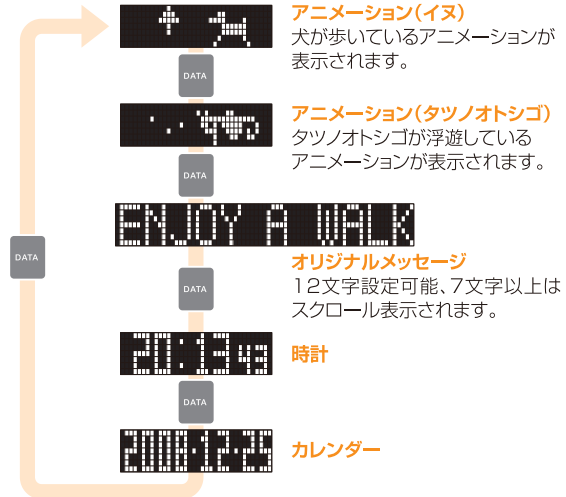 アニメーション（イヌ）
犬が歩いているアニメーションが
表示されます。
DATA
アニメーション（タツノオトシゴ）
タツノオトシゴが浮遊している
アニメーションが表示されます。
DATA
ENJOY A WALK
DATA
オリジナルメッセージ
12文字設定可能、7文字以上は
スクロール表示されます。
DATA
20:13 43
時計
DATA
2008-12-25
カレンダー